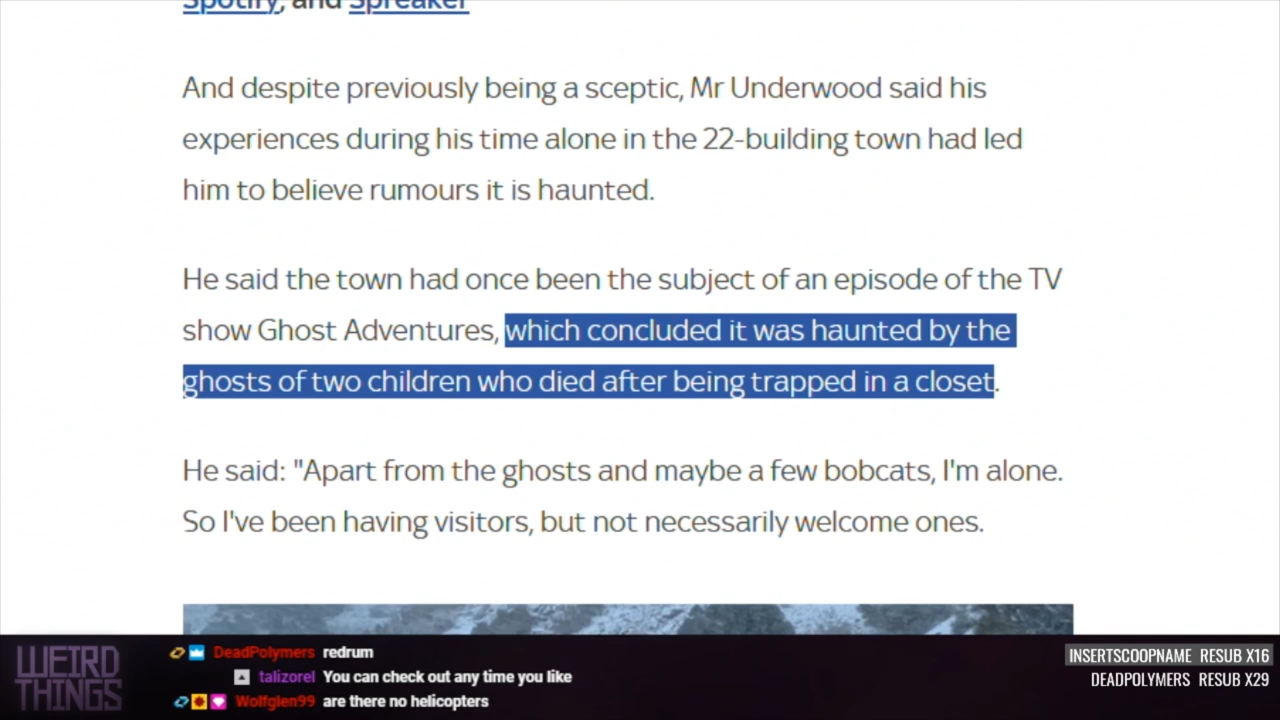 Spotify, and Spreaker
And despite previously being a sceptic, Mr Underwood said his
experiences during his time alone in the 22-building town had led
him to believe rumours it is haunted.
He said the town had once been the subject of an episode of the TV
show Ghost Adventures, which concluded it was haunted by the
ghosts of two children who died after being trapped in a closet.
He said: "Apart from the ghosts and maybe a few bobcats, I'm alone.
So I've been having visitors, but not necessarily welcome ones.
WEIRD
THINGS
DeadPolymers redrum
talizorel You can check out any time you like
Wolfglen99 are there no helicopters
INSERTSCOOPNAME RESUB X16
DEADPOLYMERS RESUB X29